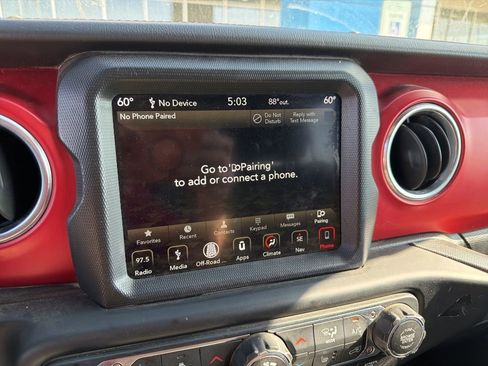 60° No Device 5:03 88°out. 60°
No Phone Paired Do Not Disturb Reply with Text Message
Go to 'Pairing'
to add or connect a phone.
Favorites Recent Contacts Keypad Messages Pairing
97.5 SE
Radio Media Off-Road ... Apps Climate Nav Phone
A/C
MODE